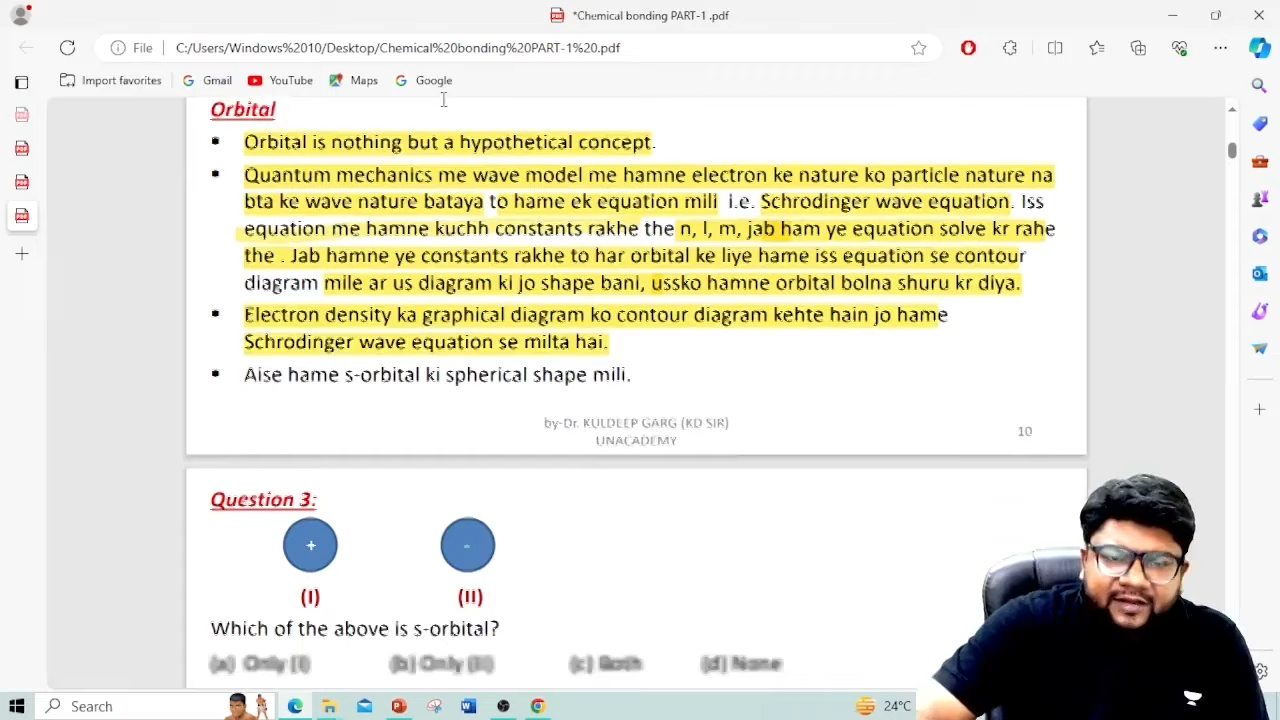 *Chemical bonding PART-1 .pdf
File
C:/Users/Windows%2010/Desktop/Chemical%20bonding%20PART-1%20.pdf
Import favorites
Gmail
YouTube
Maps
Google
Orbital
Orbital is nothing but a hypothetical concept.
Quantum mechanics me wave model me hamne electron ke nature ko particle nature na
bta ke wave nature bataya to hame ek equation mili i.e. Schrodinger wave equation. Iss
equation me hamne kuchh constants rakhe the n, l, m, jab ham ye equation solve kr rahe
the . Jab hamne ye constants rakhe to har orbital ke liye hame iss equation se contour
diagram mile ar us diagram ki jo shape bani, ussko hamne orbital bolna shuru kr diya.
Electron density ka graphical diagram ko contour diagram kehte hain jo hame
Schrodinger wave equation se milta hai.
Aise hame s-orbital ki spherical shape mili.
by-Dr. KULDEEP GARG (KD SIR)
UNACADEMY
10
Question 3:
+ -
(I) (II)
Which of the above is s-orbital?
(a) Only (I) (b) Only (II) (c) Both (d) None
Search
24°C